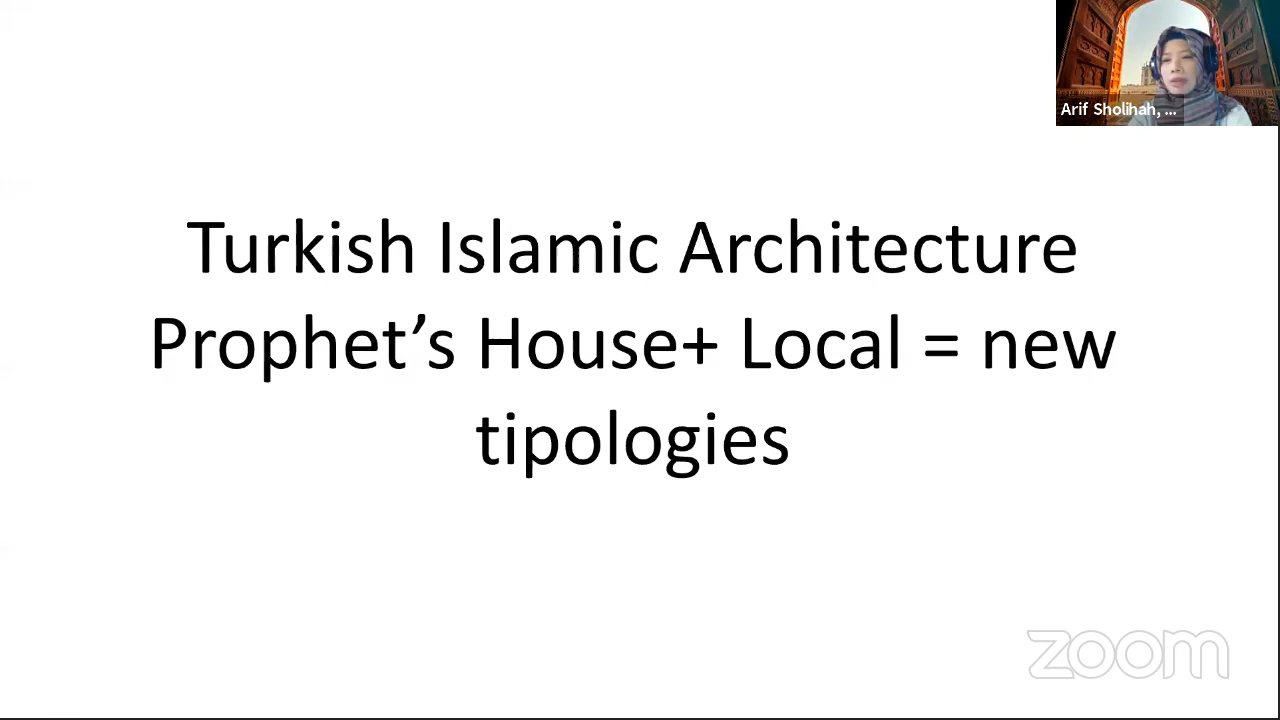 Arif Sholihah, ...
Turkish Islamic Architecture
Prophet’s House+ Local = new
tipologies
zoom